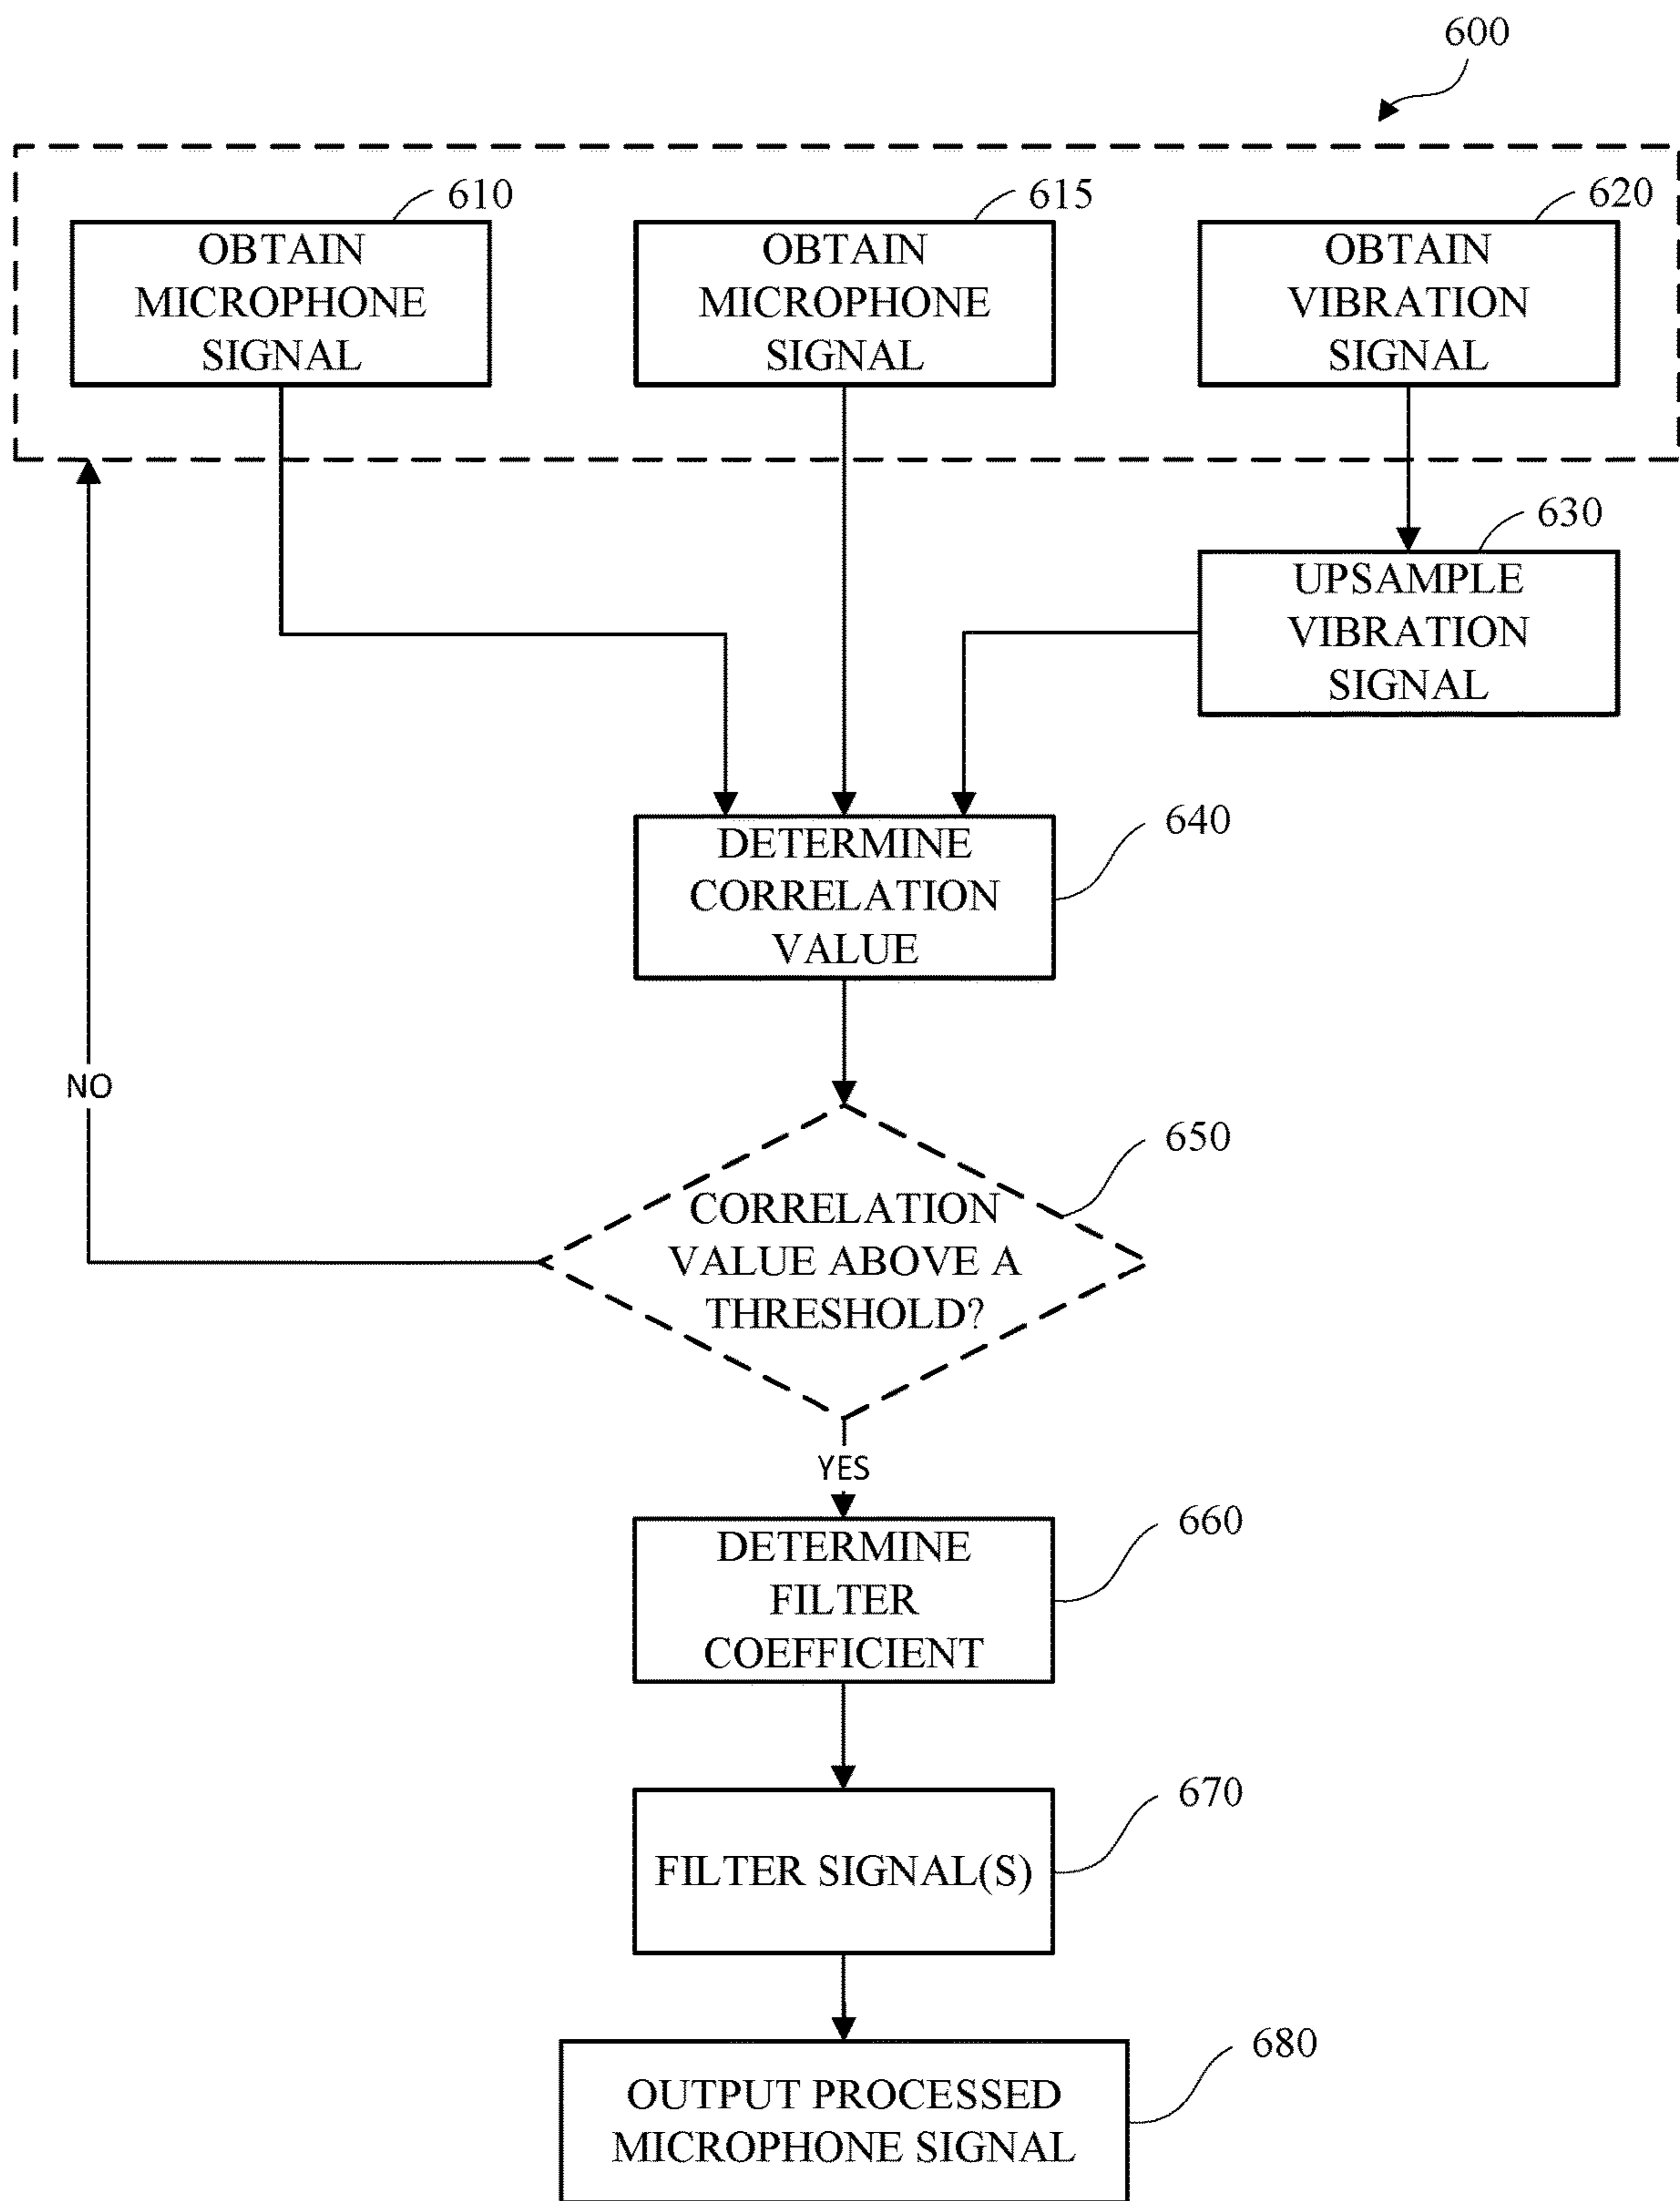 600
610
OBTAIN
MICROPHONE
SIGNAL
615
OBTAIN
MICROPHONE
SIGNAL
620
OBTAIN
VIBRATION
SIGNAL
630
UPSAMPLE
VIBRATION
SIGNAL
640
DETERMINE
CORRELATION
VALUE
NO
650
CORRELATION
VALUE ABOVE A
THRESHOLD?
YES
660
DETERMINE
FILTER
COEFFICIENT
670
FILTER SIGNAL(S)
680
OUTPUT PROCESSED
MICROPHONE SIGNAL